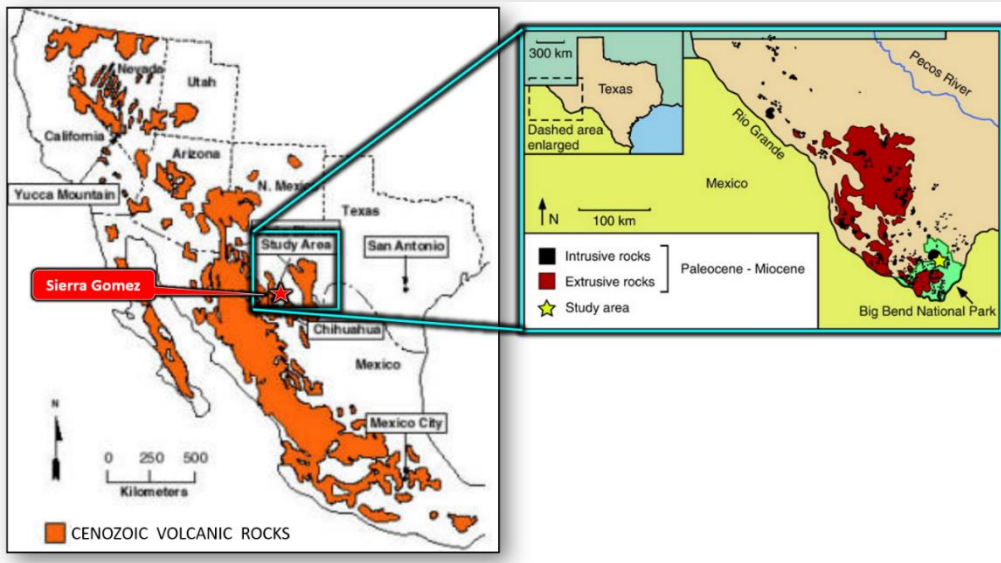 Nevada
Utah
California
Arizona
Yucca Mountain
N. Mexi
Texas
Study Area
San Antonio
Sierra Gomez
Chihuahua
Mexico
N
Mexico City
0 250 500
Kilometers
CENOZOIC VOLCANIC ROCKS
300 km
Texas
Dashed area
enlarged
Pecos River
Rio Grande
Mexico
N
100 km
Intrusive rocks
Extrusive rocks
Paleocene - Miocene
Study area
Big Bend National Park